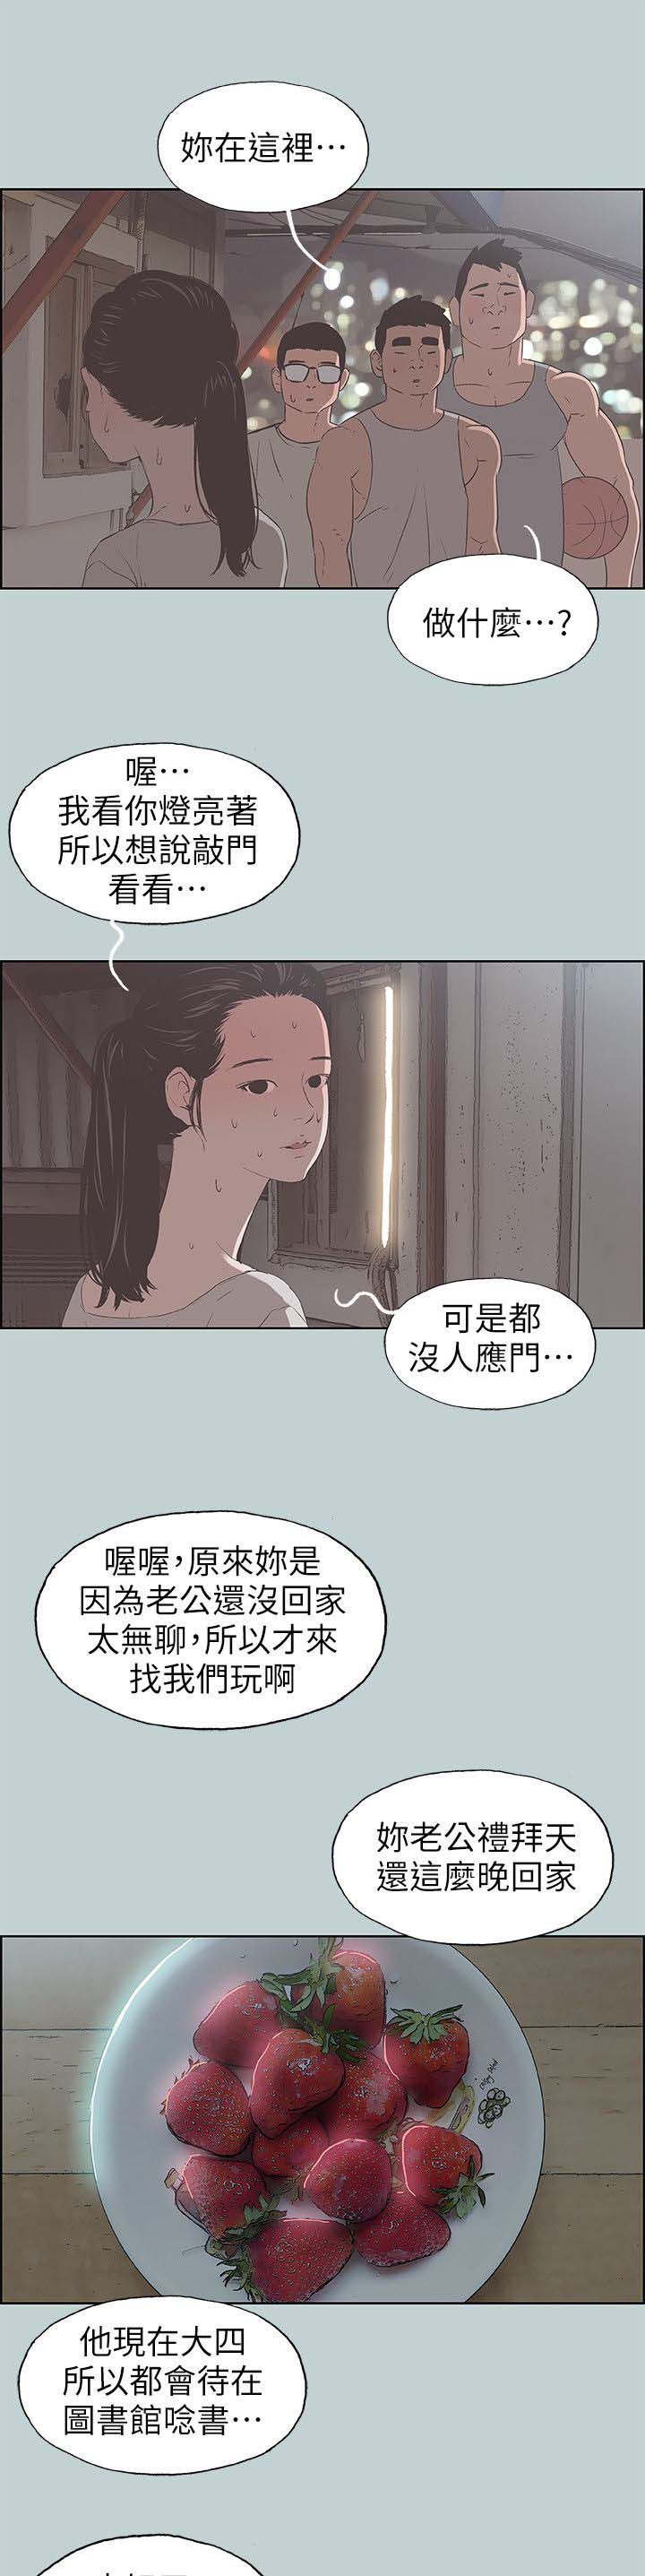 妳在這裡…
做什麼…?
喔…
我看你燈亮著
所以想說敲門
看看…
可是都
沒人應門…
喔喔,原來妳是
因為老公還沒回家
太無聊,所以才來
找我們玩啊
妳老公禮拜天
還這麼晚回家
他現在大四
所以都會待在
圖書館唸書…